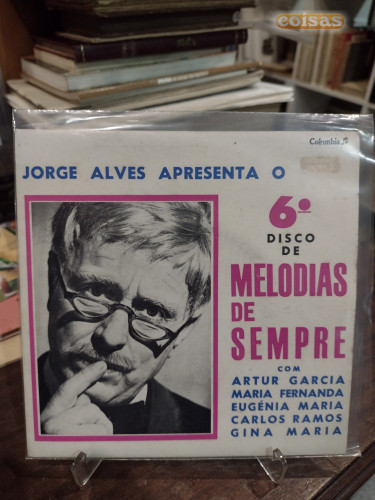 coisas
Columbia
JORGE ALVES APRESENTA O
6º
DISCO
DE
MELODIAS
DE
SEMPRE
COM
ARTUR GARCIA
MARIA FERNANDA
EUGÉNIA MARIA
CARLOS RAMOS
GINA MARIA